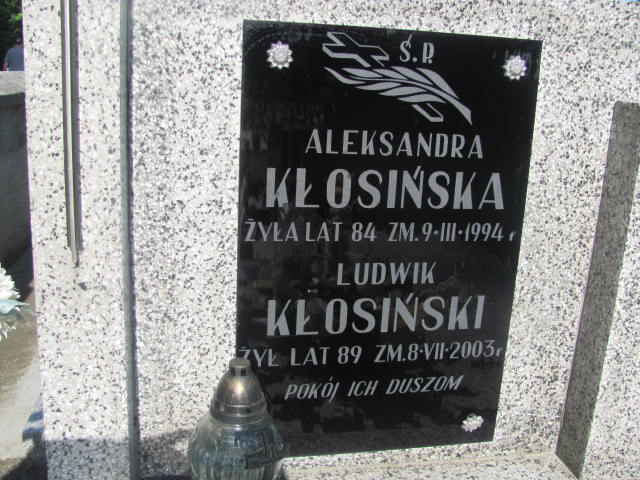 Ś.P.
ALEKSANDRA
KŁOSIŃSKA
ŻYŁA LAT 84 ZM. 9·III·1994 r
LUDWIK
KŁOSIŃSKI
ŻYŁ LAT 89 ZM. 8·VII·2003 r
POKÓJ ICH DUSZOM